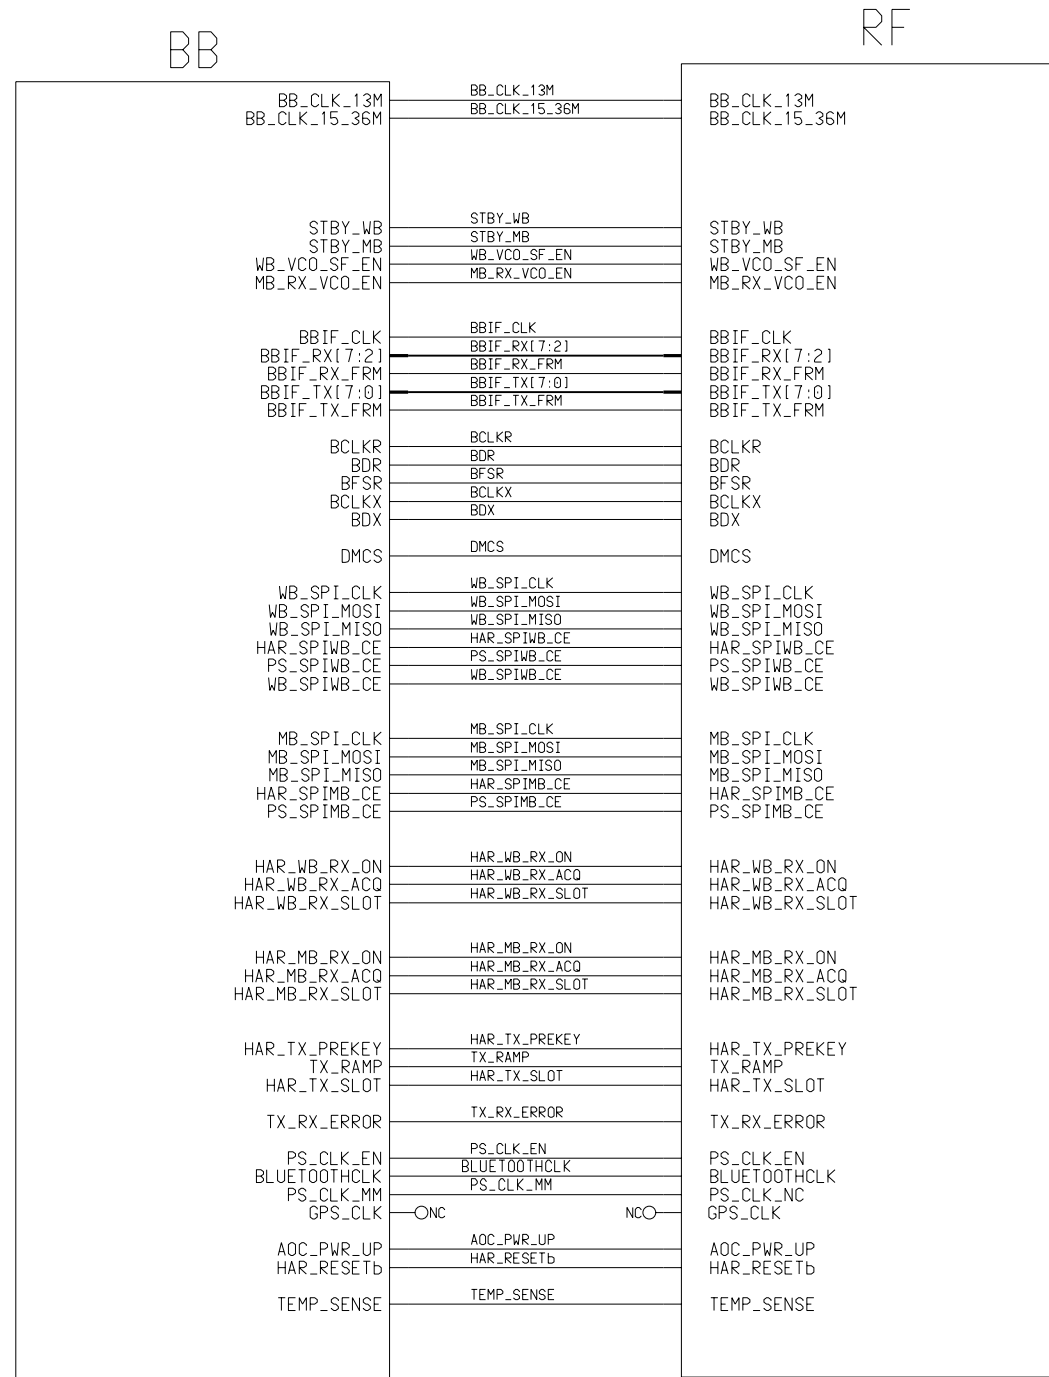 BB
RF
BB_CLK_13M BB_CLK_13M BB_CLK_13M
BB_CLK_15_36M BB_CLK_15_36M BB_CLK_15_36M
STBY_WB STBY_WB STBY_WB
STBY_MB STBY_MB STBY_MB
WB_VCO_SF_EN WB_VCO_SF_EN WB_VCO_SF_EN
MB_RX_VCO_EN MB_RX_VCO_EN MB_RX_VCO_EN
BBIF_CLK BBIF_CLK BBIF_CLK
BBIF_RX[7:2] BBIF_RX[7:2] BBIF_RX[7:2]
BBIF_RX_FRM BBIF_RX_FRM BBIF_RX_FRM
BBIF_TX[7:0] BBIF_TX[7:0] BBIF_TX[7:0]
BBIF_TX_FRM BBIF_TX_FRM BBIF_TX_FRM
BCLKR BCLKR BCLKR
BDR BDR BDR
BFSR BFSR BFSR
BCLKX BCLKX BCLKX
BDX BDX BDX
DMCS DMCS DMCS
WB_SPI_CLK WB_SPI_CLK WB_SPI_CLK
WB_SPI_MOSI WB_SPI_MOSI WB_SPI_MOSI
WB_SPI_MISO WB_SPI_MISO WB_SPI_MISO
HAR_SPIWB_CE HAR_SPIWB_CE HAR_SPIWB_CE
PS_SPIWB_CE PS_SPIWB_CE PS_SPIWB_CE
WB_SPIWB_CE WB_SPIWB_CE WB_SPIWB_CE
MB_SPI_CLK MB_SPI_CLK MB_SPI_CLK
MB_SPI_MOSI MB_SPI_MOSI MB_SPI_MOSI
MB_SPI_MISO MB_SPI_MISO MB_SPI_MISO
HAR_SPIMB_CE HAR_SPIMB_CE HAR_SPIMB_CE
PS_SPIMB_CE PS_SPIMB_CE PS_SPIMB_CE
HAR_WB_RX_ON HAR_WB_RX_ON HAR_WB_RX_ON
HAR_WB_RX_ACQ HAR_WB_RX_ACQ HAR_WB_RX_ACQ
HAR_WB_RX_SLOT HAR_WB_RX_SLOT HAR_WB_RX_SLOT
HAR_MB_RX_ON HAR_MB_RX_ON HAR_MB_RX_ON
HAR_MB_RX_ACQ HAR_MB_RX_ACQ HAR_MB_RX_ACQ
HAR_MB_RX_SLOT HAR_MB_RX_SLOT HAR_MB_RX_SLOT
HAR_TX_PREKEY HAR_TX_PREKEY HAR_TX_PREKEY
TX_RAMP TX_RAMP TX_RAMP
HAR_TX_SLOT HAR_TX_SLOT HAR_TX_SLOT
TX_RX_ERROR TX_RX_ERROR TX_RX_ERROR
PS_CLK_EN PS_CLK_EN PS_CLK_EN
BLUETOOTHCLK BLUETOOTHCLK BLUETOOTHCLK
PS_CLK_MM PS_CLK_MM PS_CLK_NC
GPS_CLK NC NC GPS_CLK
AOC_PWR_UP AOC_PWR_UP AOC_PWR_UP
HAR_RESETb HAR_RESETb HAR_RESETb
TEMP_SENSE TEMP_SENSE TEMP_SENSE